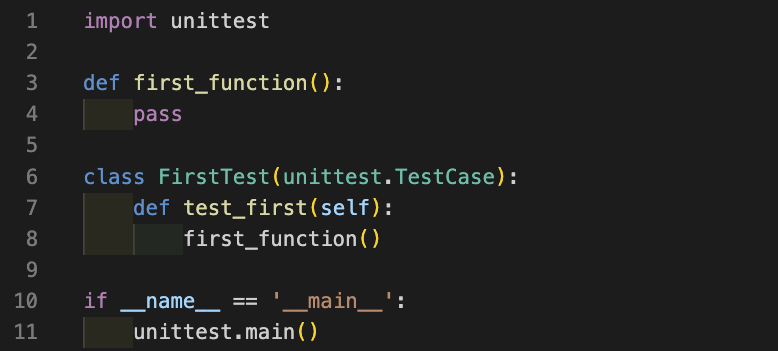 1 import unittest
2
3 def first_function():
4     pass
5
6 class FirstTest(unittest.TestCase):
7     def test_first(self):
8         first_function()
9
10 if __name__ == '__main__':
11     unittest.main()